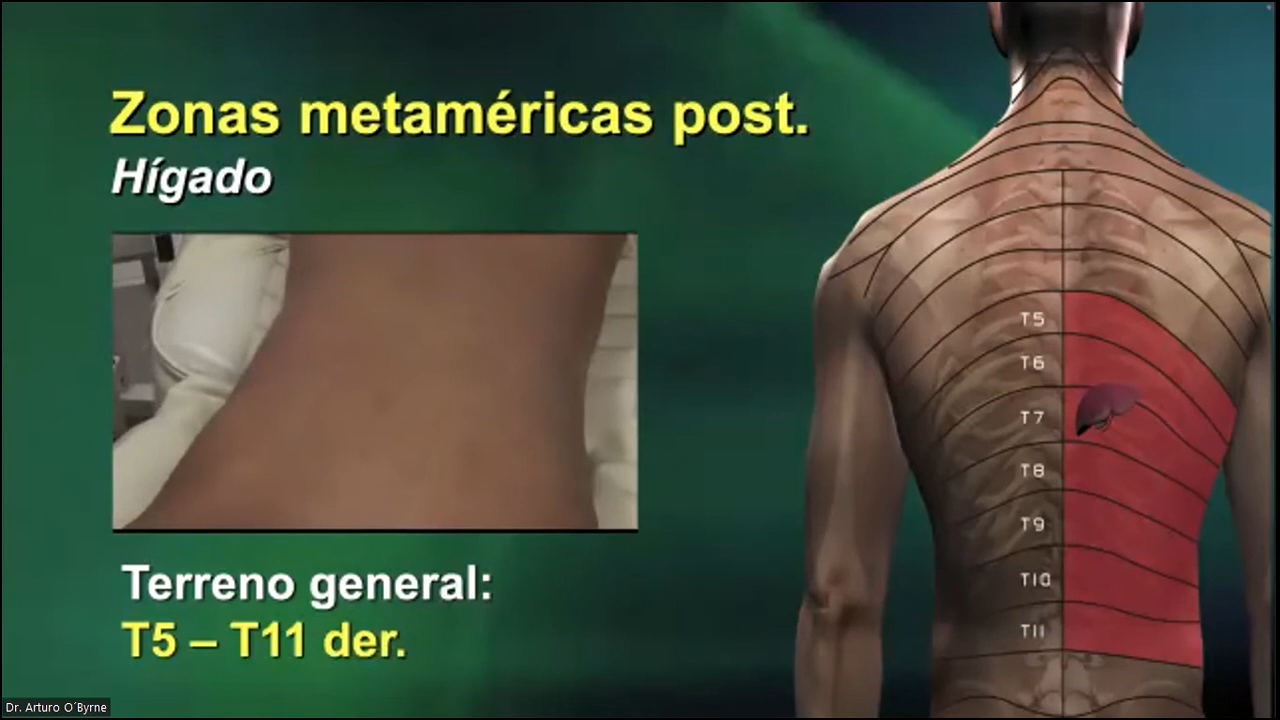 Zonas metaméricas post.
Hígado
Terreno general:
T5 – T11 der.
T5
T6
T7
T8
T9
T10
T11
Dr. Arturo O´Byrne